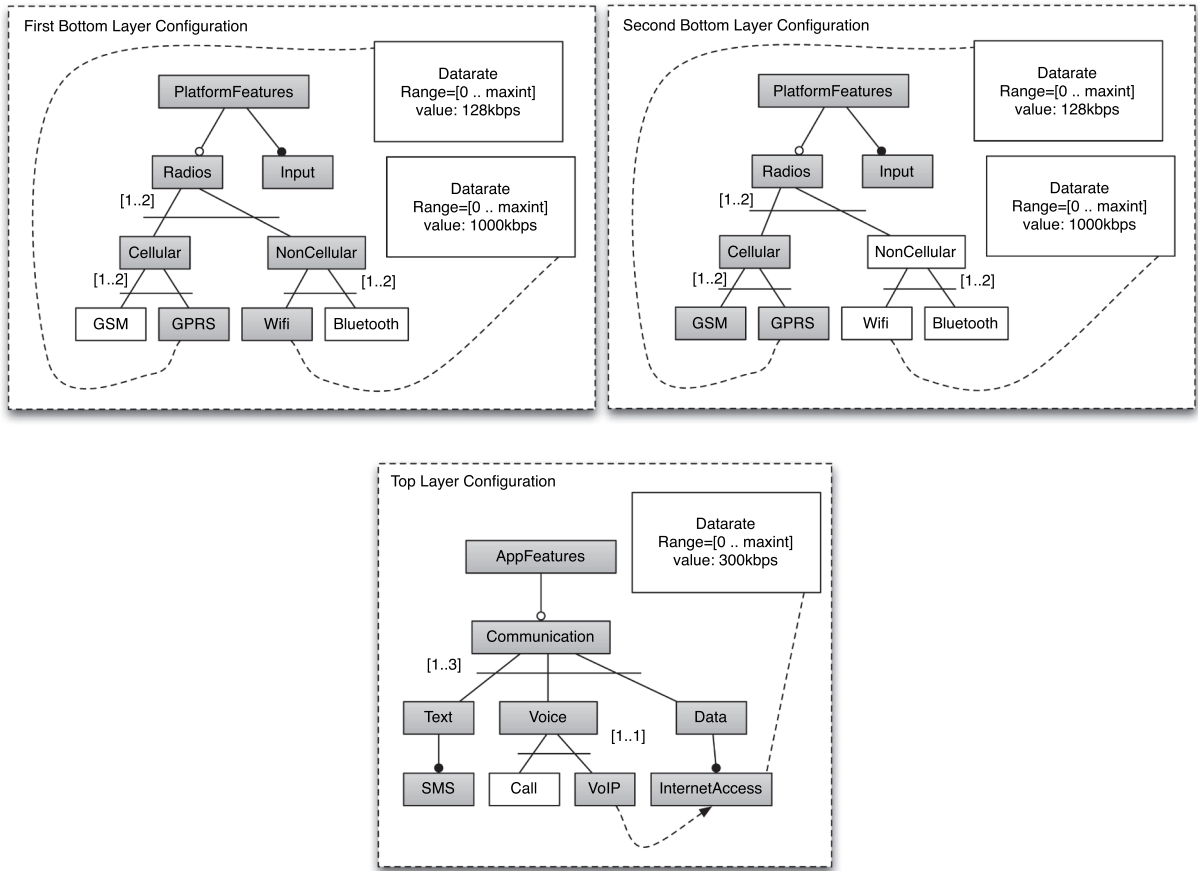 First Bottom Layer Configuration
Datarate
Range=[0 .. maxint]
value: 128kbps
PlatformFeatures
Radios
Input
Datarate
Range=[0 .. maxint]
value: 1000kbps
[1..2]
Cellular
NonCellular
[1..2]
[1..2]
GSM
GPRS
Wifi
Bluetooth
Second Bottom Layer Configuration
Datarate
Range=[0 .. maxint]
value: 128kbps
PlatformFeatures
Radios
Input
Datarate
Range=[0 .. maxint]
value: 1000kbps
[1..2]
Cellular
NonCellular
[1..2]
[1..2]
GSM
GPRS
Wifi
Bluetooth
Top Layer Configuration
Datarate
Range=[0 .. maxint]
value: 300kbps
AppFeatures
Communication
[1..3]
Text
Voice
Data
[1..1]
SMS
Call
VoIP
InternetAccess